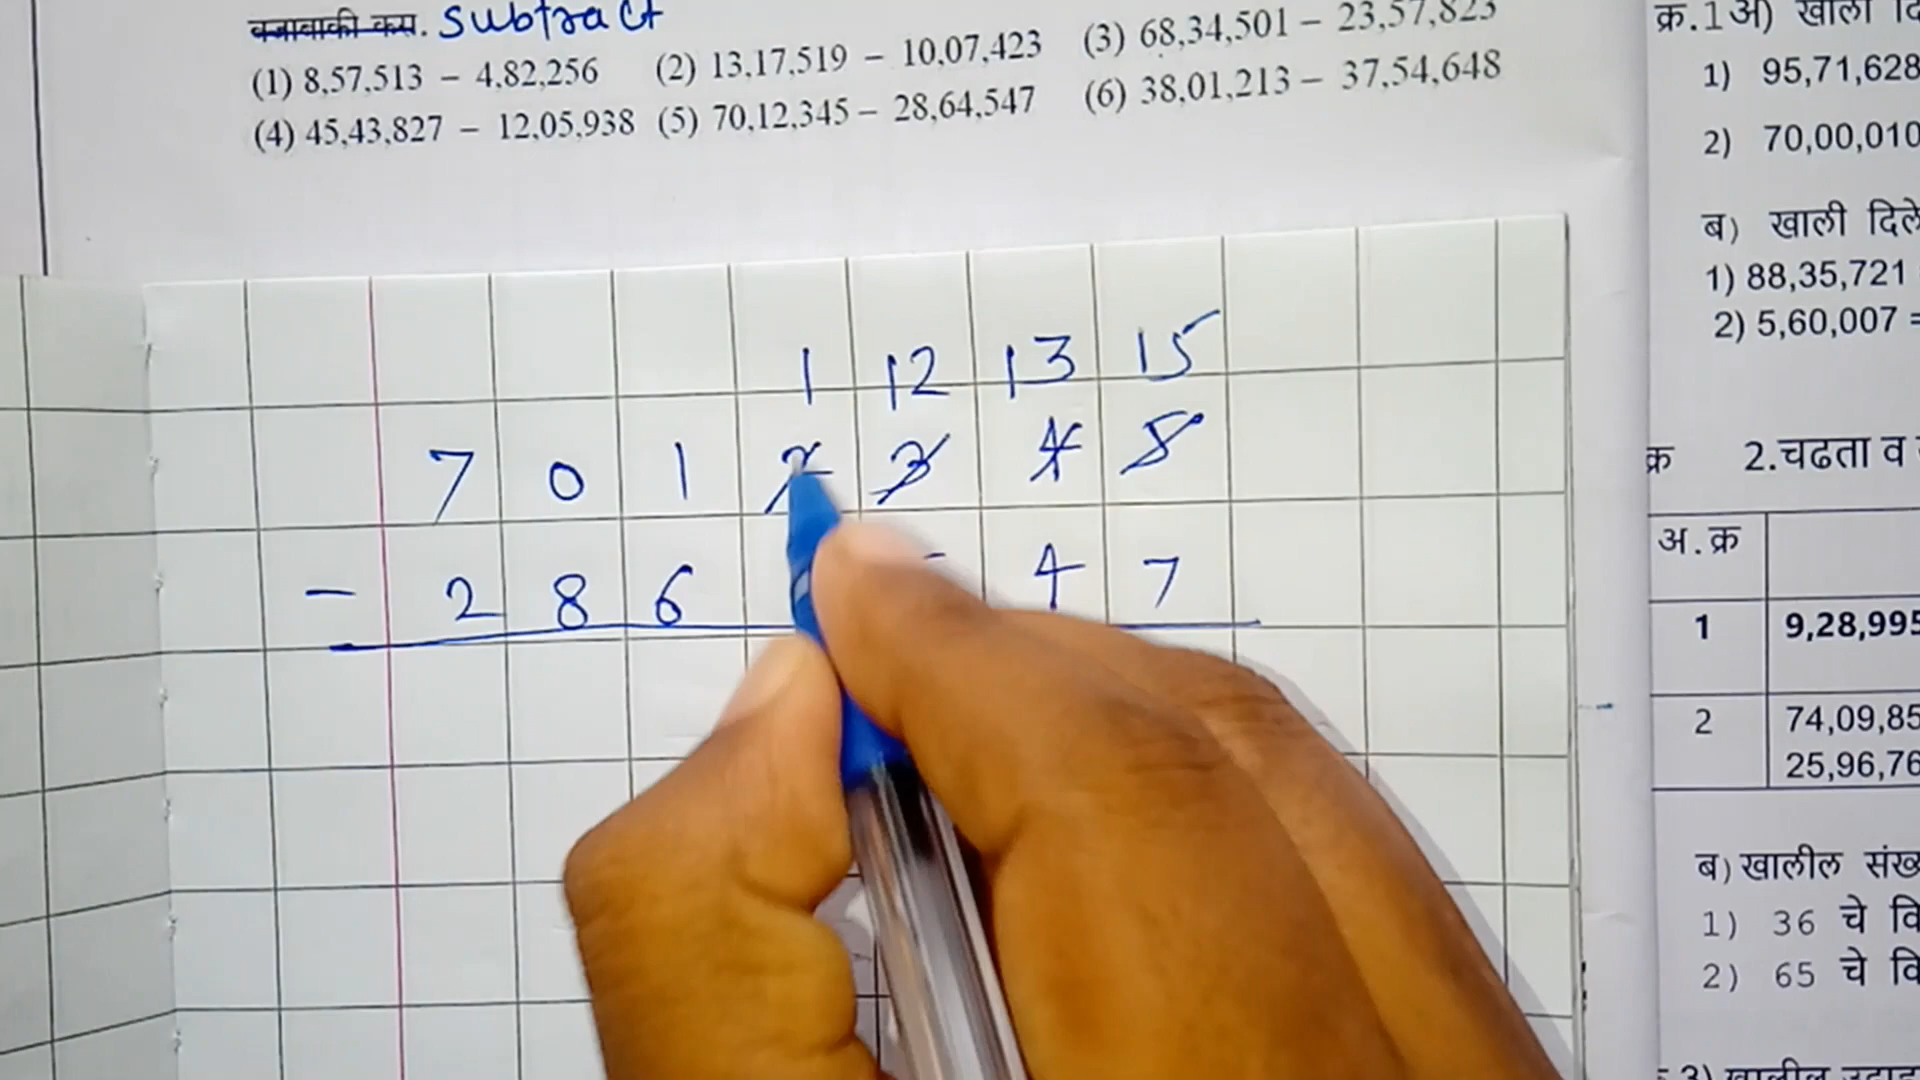 वजाबाकी करा. Subtract
(1) 8,57,513 – 4,82,256 (2) 13,17,519 – 10,07,423 (3) 68,34,501 – 23,57,823
(4) 45,43,827 – 12,05,938 (5) 70,12,345 – 28,64,547 (6) 38,01,213 – 37,54,648
1 12 13 15
7 0 1 2 3 4 5
– 2 8 6 4 7
क्र.1अ) खाली
1) 95,71,628
2) 70,00,010
ब) खाली दिले
1) 88,35,721
2) 5,60,007 =
क्र 2.चढता व
अ.क्र
1 9,28,995
2 74,09,85
25,96,76
ब) खालील संख्
1) 36 चे वि
2) 65 चे वि
3) खालील